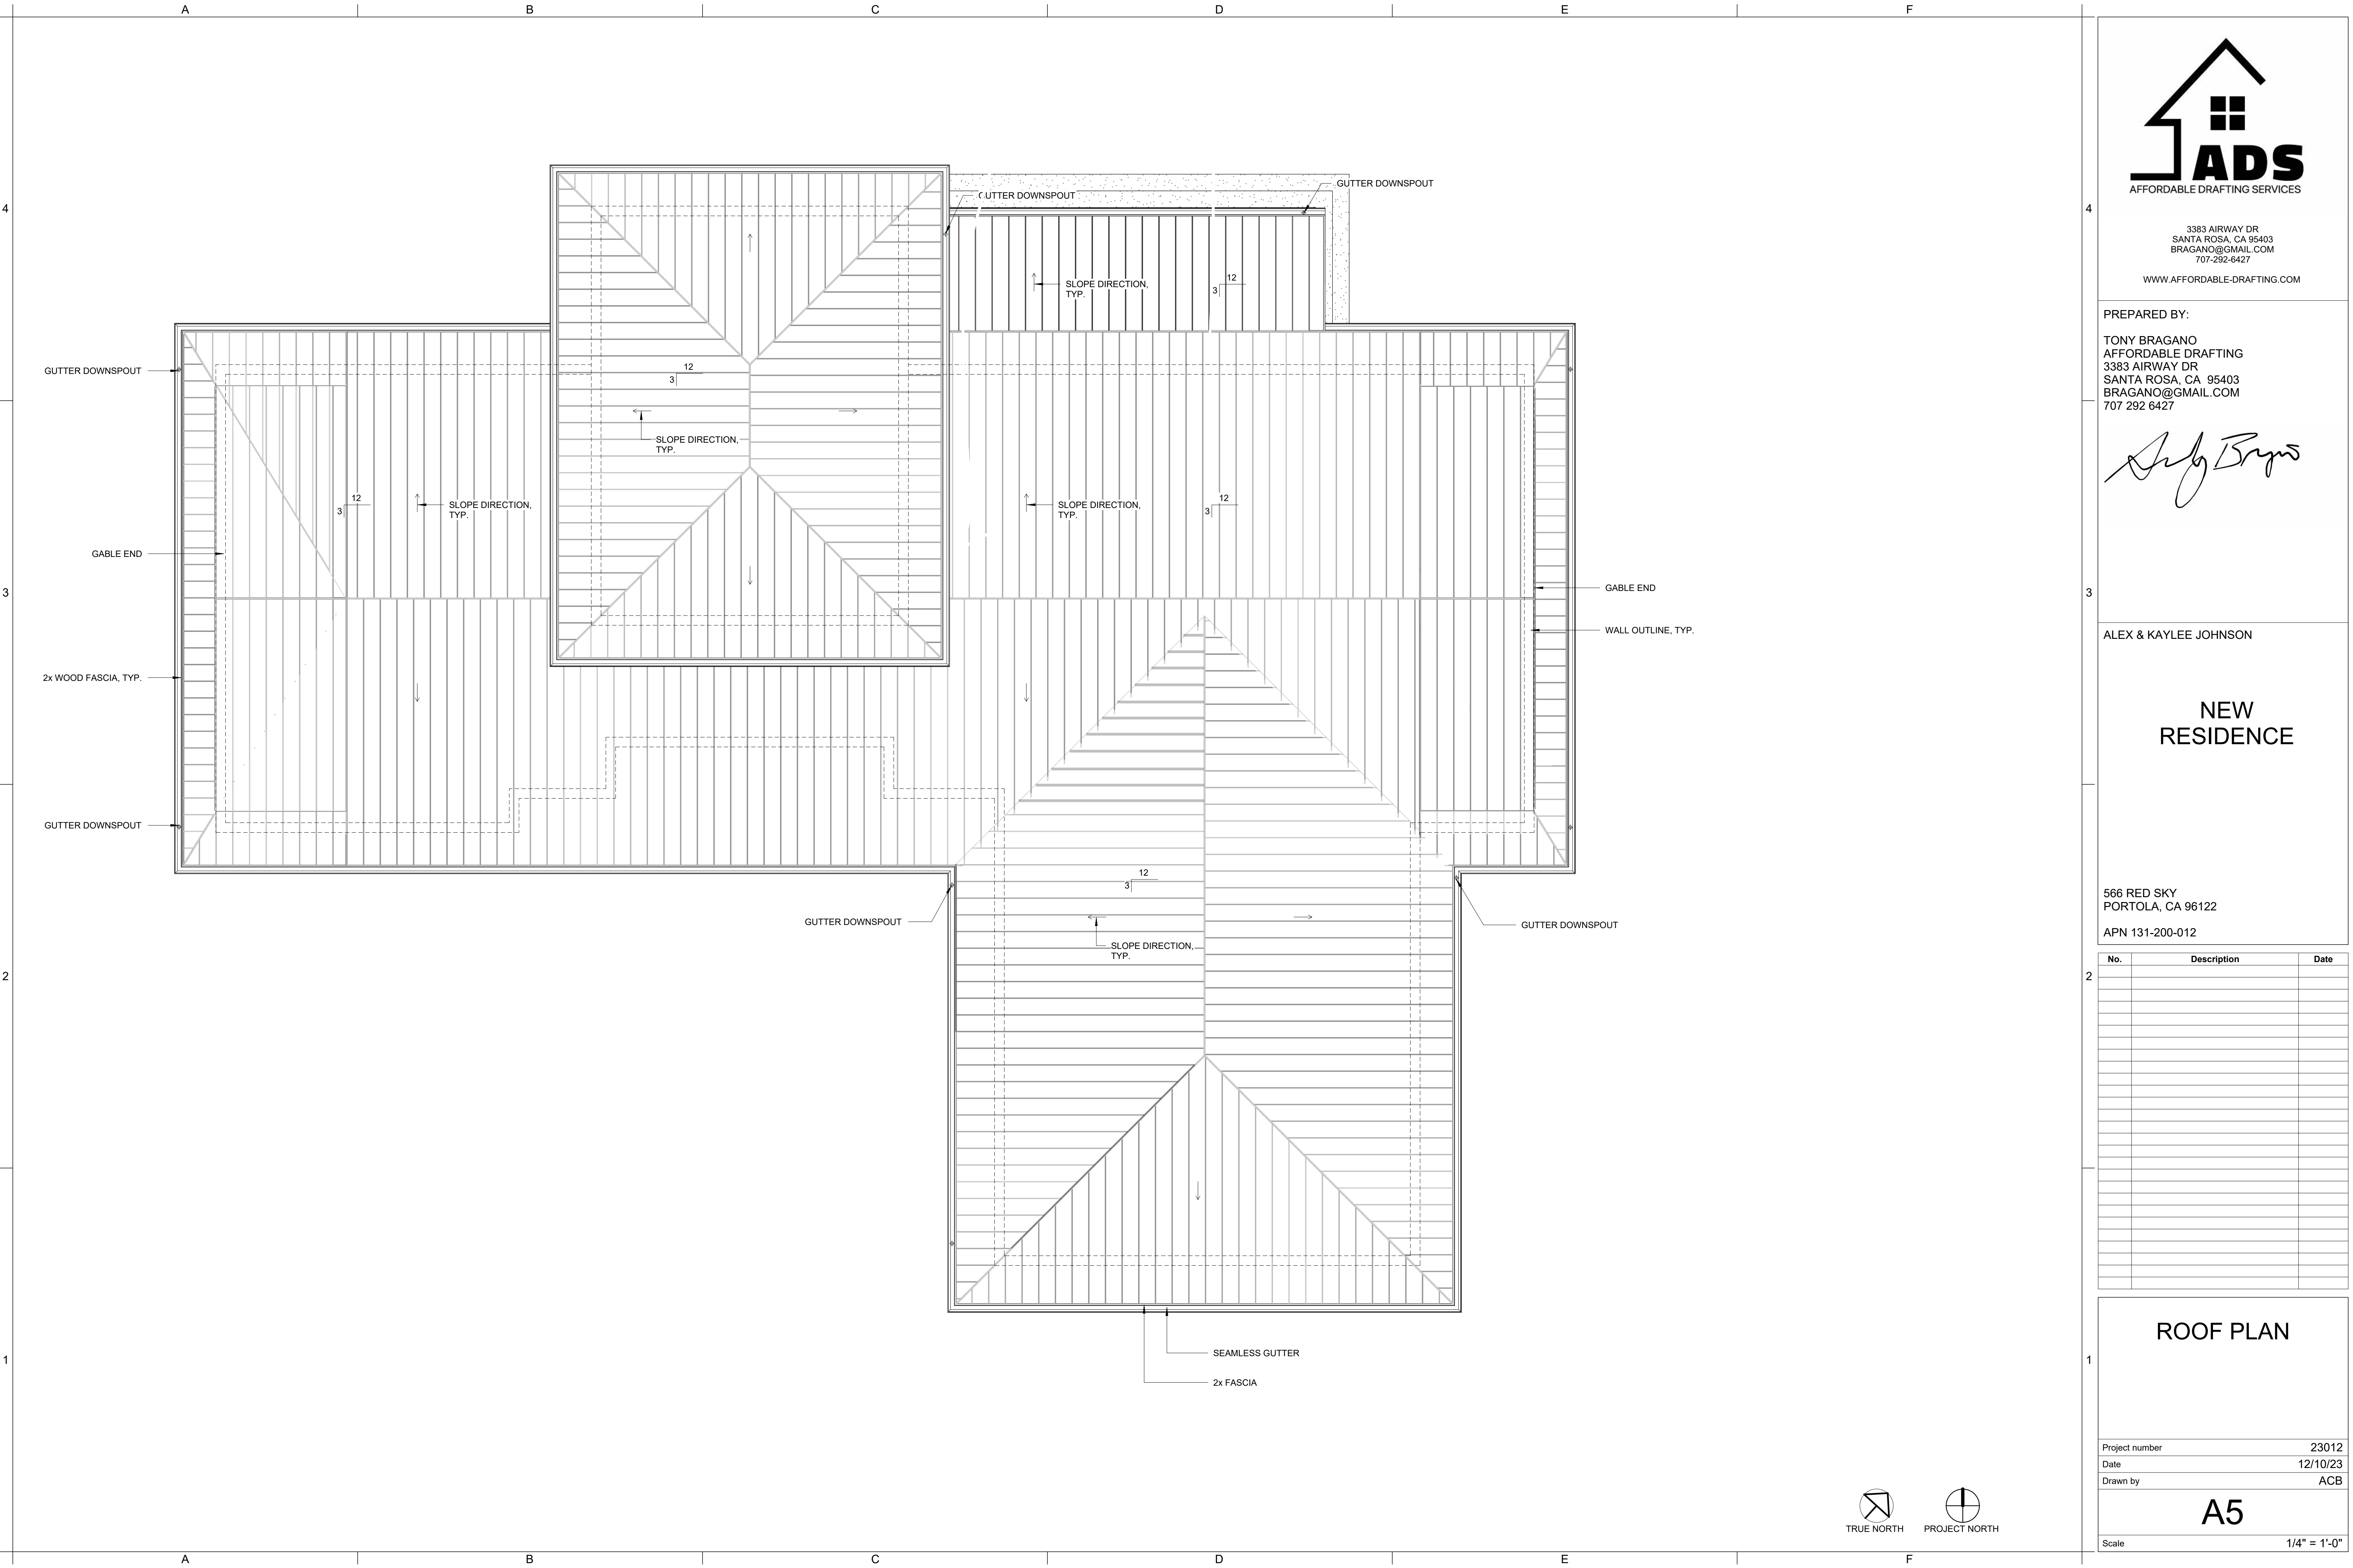 A
B
C
D
E
F
4
4
3
3
2
2
1
1
GUTTER DOWNSPOUT
UTTER DOWNSPOUT
SLOPE DIRECTION,
TYP.
12
3
GUTTER DOWNSPOUT
12
3
SLOPE DIRECTION,
TYP.
12
3
SLOPE DIRECTION,
TYP.
SLOPE DIRECTION,
TYP.
12
3
GABLE END
GABLE END
WALL OUTLINE, TYP.
2x WOOD FASCIA, TYP.
GUTTER DOWNSPOUT
12
3
GUTTER DOWNSPOUT
GUTTER DOWNSPOUT
SLOPE DIRECTION,
TYP.
SEAMLESS GUTTER
2x FASCIA
TRUE NORTH
PROJECT NORTH
A
B
C
D
E
F
ADS
AFFORDABLE DRAFTING SERVICES
3383 AIRWAY DR
SANTA ROSA, CA 95403
BRAGANO@GMAIL.COM
707-292-6427
WWW.AFFORDABLE-DRAFTING.COM
PREPARED BY:
TONY BRAGANO
AFFORDABLE DRAFTING
3383 AIRWAY DR
SANTA ROSA, CA 95403
BRAGANO@GMAIL.COM
707 292 6427
ALEX & KAYLEE JOHNSON
NEW
RESIDENCE
566 RED SKY
PORTOLA, CA 96122
APN 131-200-012
No. Description Date
ROOF PLAN
Project number 23012
Date 12/10/23
Drawn by ACB
A5
Scale 1/4" = 1'-0"